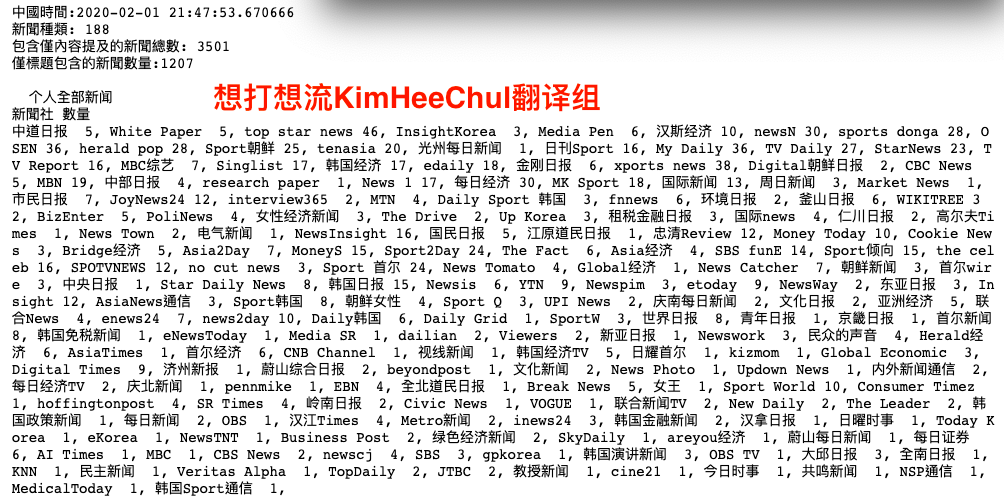 中國時間:2020-02-01 21:47:53.670666
新聞種類: 188
包含僅內容提及的新聞總數: 3501
僅標題包含的新聞數量:1207
个人全部新闻
想打想流KimHeeChul翻译组
新聞社 數量
中道日报 5, White Paper 5, top star news 46, InsightKorea 3, Media Pen 6, 汉斯经济 10, newsN 30, sports donga 28, O
SEN 36, herald pop 28, Sport朝鲜 25, tenasia 20, 光州每日新闻 1, 日刊Sport 16, My Daily 36, TV Daily 27, StarNews 23, T
V Report 16, MBC综艺 7, Singlist 17, 韩国经济 17, edaily 18, 金刚日报 6, xports news 38, Digital朝鲜日报 2, CBC News
5, MBN 19, 中部日报 4, research paper 1, News 1 17, 每日经济 30, MK Sport 18, 国际新闻 13, 周日新闻 3, Market News 1,
市民日报 7, JoyNews24 12, interview365 2, MTN 4, Daily Sport 韩国 3, fnnews 6, 环境日报 2, 釜山日报 6, WIKITREE 3
2, BizEnter 5, PoliNews 4, 女性经济新闻 3, The Drive 2, Up Korea 3, 租税金融日报 3, 国际news 4, 仁川日报 2, 高尔夫Ti
mes 1, News Town 2, 电气新闻 1, NewsInsight 16, 国民日报 5, 江原道民日报 1, 忠清Review 12, Money Today 10, Cookie New
s 3, Bridge经济 5, Asia2Day 7, MoneyS 15, Sport2Day 24, The Fact 6, Asia经济 4, SBS funE 14, Sport倾向 15, the cel
eb 16, SPOTVNEWS 12, no cut news 3, Sport 首尔 24, News Tomato 4, Global经济 1, News Catcher 7, 朝鲜新闻 3, 首尔wir
e 3, 中央日报 1, Star Daily News 8, 韩国日报 15, Newsis 6, YTN 9, Newspim 3, etoday 9, NewsWay 2, 东亚日报 3, In
sight 12, AsiaNews通信 3, Sport韩国 8, 朝鲜女性 4, Sport Q 3, UPI News 2, 庆南每日新闻 2, 文化日报 2, 亚洲经济 5, 联
合News 4, enews24 7, news2day 10, Daily韩国 6, Daily Grid 1, SportW 3, 世界日报 8, 青年日报 1, 京畿日报 1, 首尔新闻
8, 韩国免税新闻 1, eNewsToday 1, Media SR 1, dailian 2, Viewers 2, 新亚日报 1, Newswork 3, 民众的声音 4, Herald经
济 6, AsiaTimes 1, 首尔经济 6, CNB Channel 1, 视线新闻 1, 韩国经济TV 5, 日耀首尔 1, kizmom 1, Global Economic 3,
Digital Times 9, 济州新报 1, 蔚山综合日报 2, beyondpost 1, 文化新闻 2, News Photo 1, Updown News 1, 内外新闻通信 2,
每日经济TV 2, 庆北新闻 1, pennmike 1, EBN 4, 全北道民日报 1, Break News 5, 女王 1, Sport World 10, Consumer Timez
1, hoffingtonpost 4, SR Times 4, 岭南日报 2, Civic News 1, VOGUE 1, 联合新闻TV 2, New Daily 2, The Leader 2, 韩
国政策新闻 1, 每日新闻 2, OBS 1, 汉江Times 4, Metro新闻 2, inews24 3, 韩国金融新闻 2, 汉拿日报 1, 日曜时事 1, Today K
orea 1, eKorea 1, NewsTNT 1, Business Post 2, 绿色经济新闻 2, SkyDaily 1, areyou经济 1, 蔚山每日新闻 1, 每日证券
6, AI Times 1, MBC 1, CBS News 2, newscj 4, SBS 3, gpkorea 1, 韩国演讲新闻 3, OBS TV 1, 大邱日报 3, 全南日报 1,
KNN 1, 民主新闻 1, Veritas Alpha 1, TopDaily 2, JTBC 2, 教授新闻 1, cine21 1, 今日时事 1, 共鸣新闻 1, NSP通信 1,
MedicalToday 1, 韩国Sport通信 1,